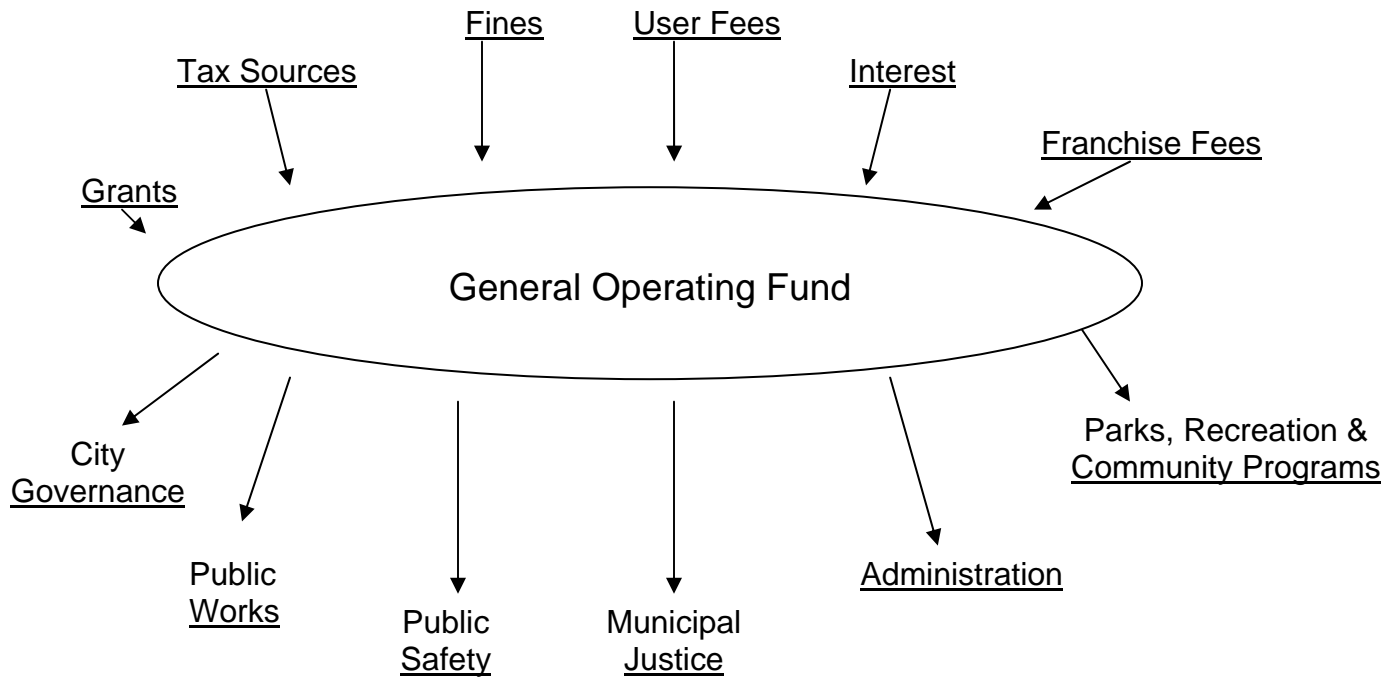 Fines
User Fees
Tax Sources
Interest
Franchise Fees
Grants
General Operating Fund
City
Governance
Parks, Recreation &
Community Programs
Public
Works
Administration
Public
Safety
Municipal
Justice